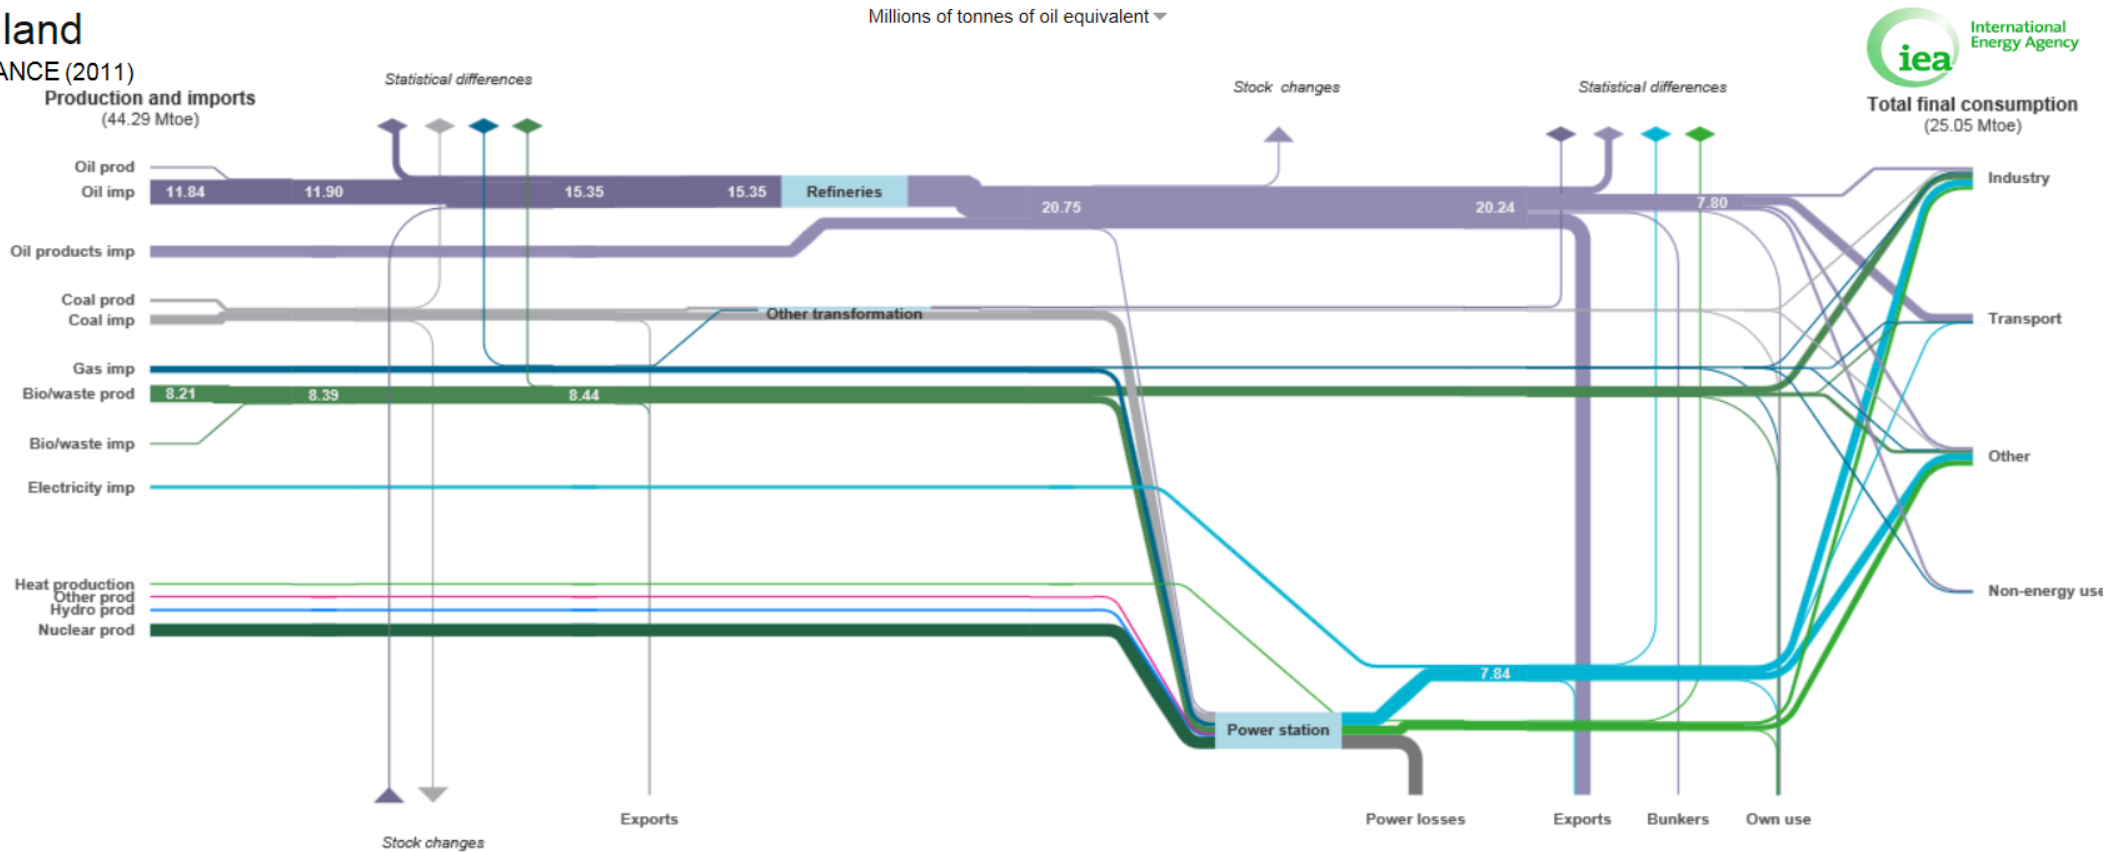 Millions of tonnes of oil equivalent
land
ANCE (2011)
iea
International
Energy Agency
Statistical differences
Stock changes
Statistical differences
Production and imports
(44.29 Mtoe)
Total final consumption
(25.05 Mtoe)
Oil prod
Oil imp
11.84
11.90
15.35
15.35
Refineries
20.75
20.24
7.80
Industry
Oil products imp
Coal prod
Coal imp
Other transformation
Transport
Gas imp
Bio/waste prod
8.21
8.39
8.44
Bio/waste imp
Other
Electricity imp
Heat production
Other prod
Hydro prod
Non-energy use
Nuclear prod
7.84
Power station
Exports
Power losses
Exports
Bunkers
Own use
Stock changes